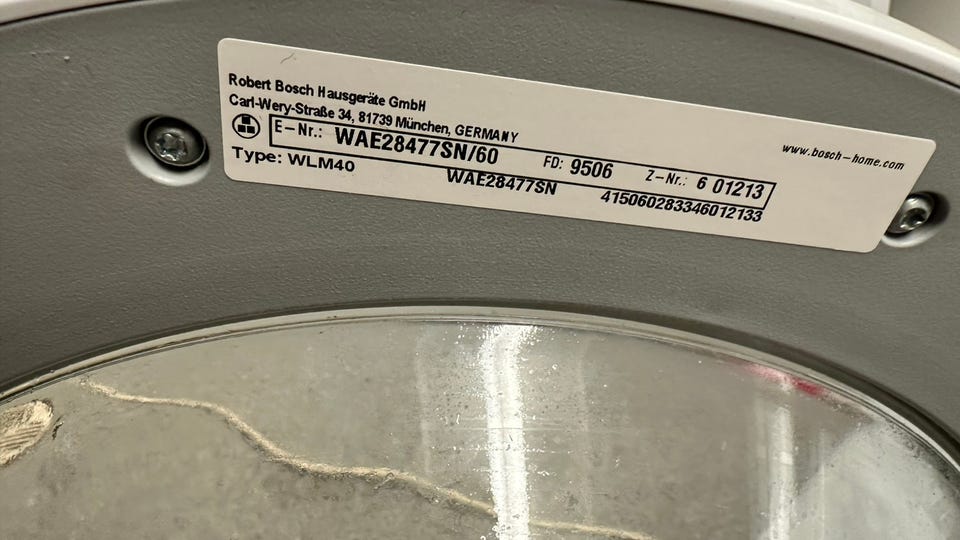 Robert Bosch Hausgeräte GmbH
Carl-Wery-Straße 34, 81739 München, GERMANY
www.bosch-home.com
E-Nr.: WAE28477SN/60 FD: 9506 Z-Nr.: 6 01213
Type: WLM40 WAE28477SN 415060283346012133